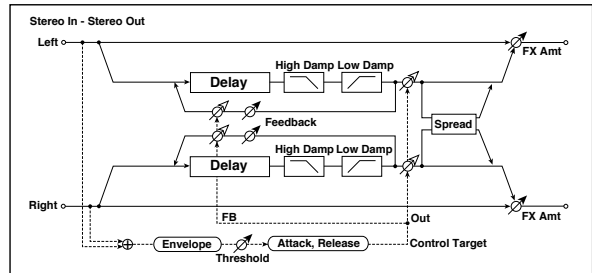 Stereo In - Stereo Out
Left
FX Amt
High Damp Low Damp
Delay
Feedback
Spread
High Damp Low Damp
Delay
Right
FX Amt
FB
Out
Envelope
Threshold
Attack, Release
Control Target